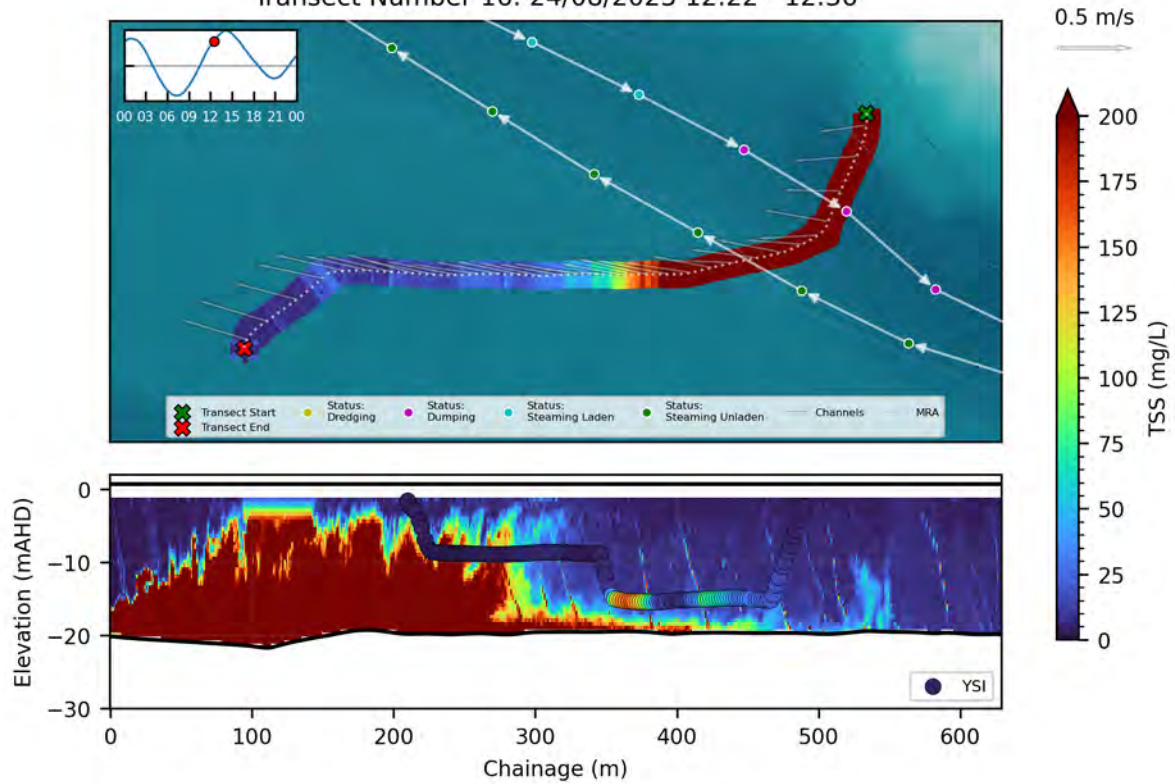 Transect Number 16: 24/08/2023 12:22 - 12:36
0.5 m/s
00 03 06 09 12 15 18 21 00
Transect Start
Transect End
Status:
Dredging
Status:
Dumping
Status:
Steaming Laden
Status:
Steaming Unladen
Channels
MRA
200
175
150
125
100
75
50
25
0
TSS (mg/L)
0
−10
−20
−30
Elevation (mAHD)
YSI
0 100 200 300 400 500 600
Chainage (m)